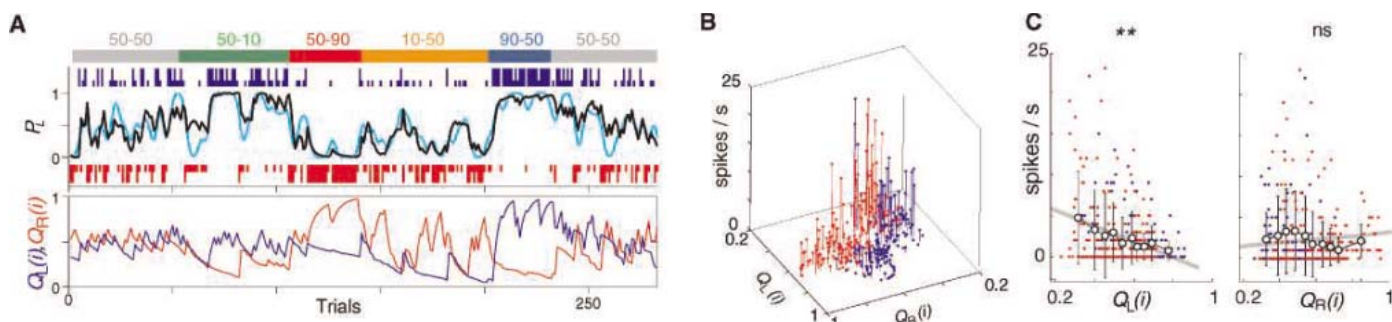 A
50-50 50-10 50-90 10-50 90-50 50-50
1
P_L
0
1
Q_L(i), Q_R(i)
0
0 250
Trials
B
25
spikes / s
0
0.2
Q_L(i)
1
1
Q_R(i)
0.2
C
** ns
25
spikes / s
0
0.2 Q_L(i) 1
0.2 Q_R(i) 1